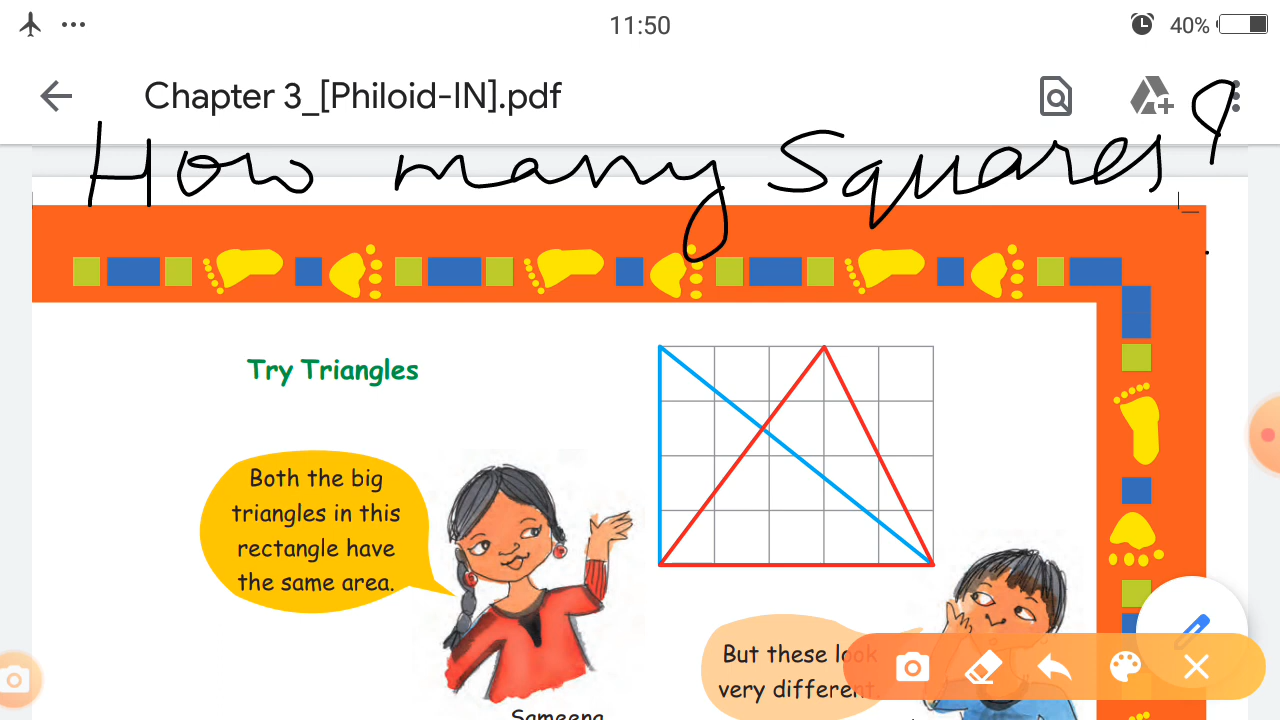 11:50
40%
Chapter 3_[Philoid-IN].pdf
How many Squares?
Try Triangles
Both the big
triangles in this
rectangle have
the same area.
But these look
very different.
Sameena